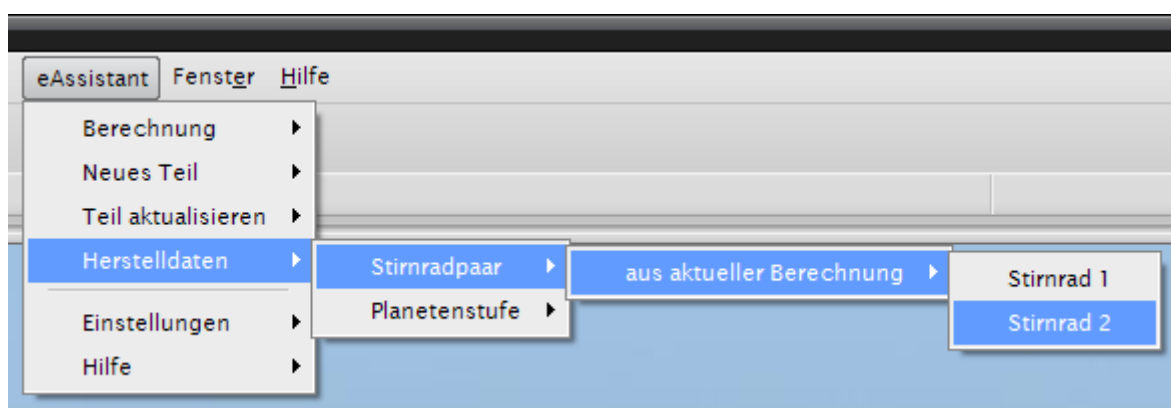 eAssistant Fenster Hilfe
Berechnung
Neues Teil
Teil aktualisieren
Herstelldaten
Stirnradpaar
aus aktueller Berechnung
Stirnrad 1
Planetenstufe
Stirnrad 2
Einstellungen
Hilfe